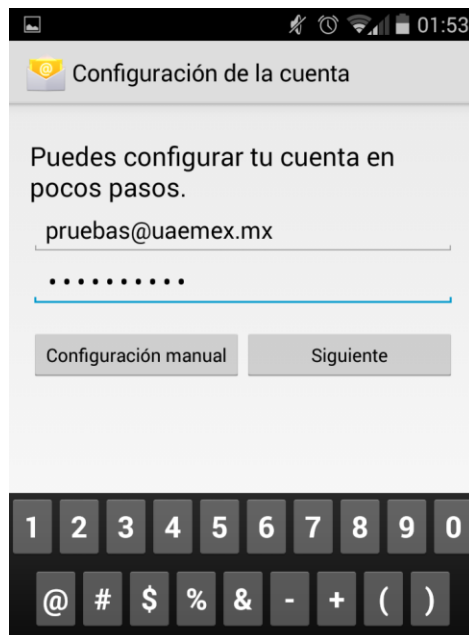 01:53
Configuración de la cuenta
Puedes configurar tu cuenta en
pocos pasos.
pruebas@uaemex.mx
••••••••••
Configuración manual
Siguiente
1 2 3 4 5 6 7 8 9 0
@ # $ % & - + ( )